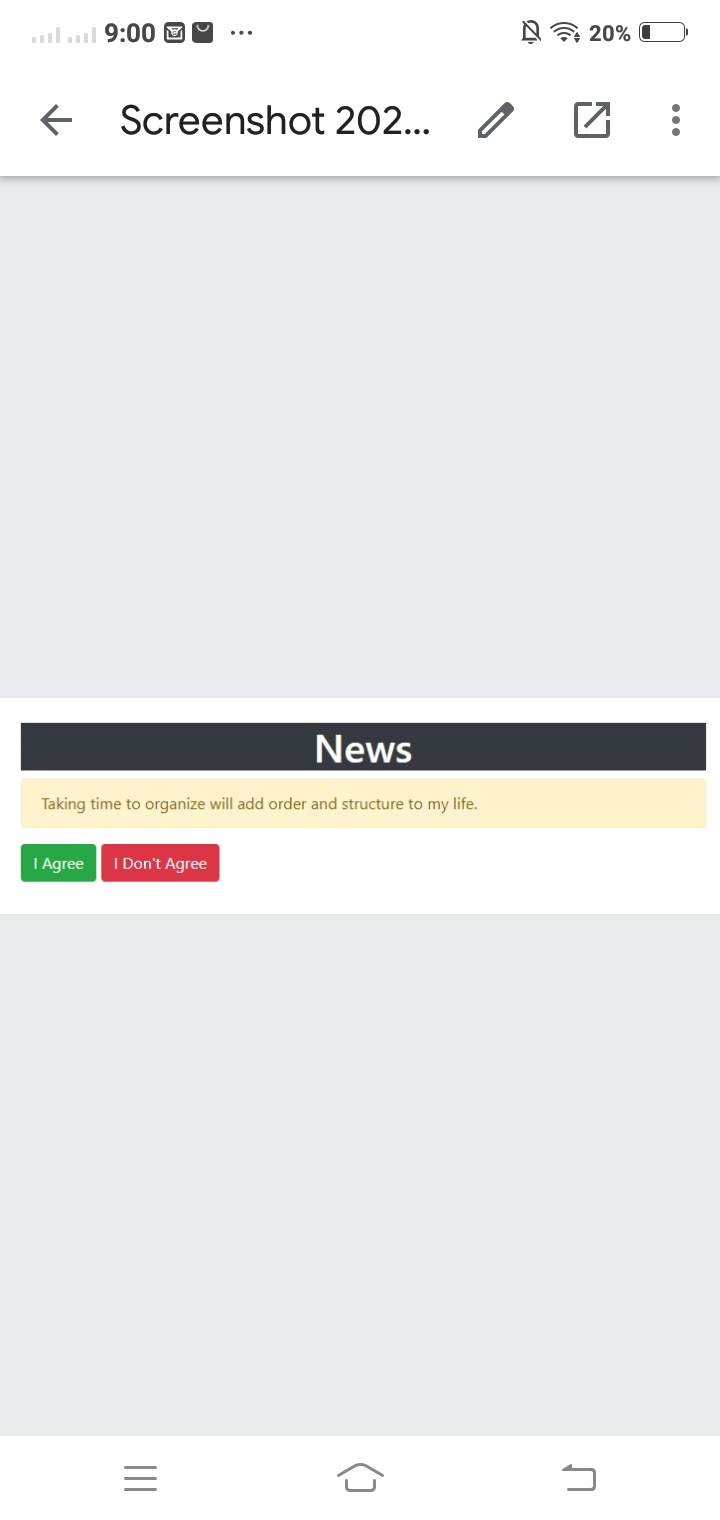 9:00
20%
Screenshot 202...
News
Taking time to organize will add order and structure to my life.
I Agree
I Don't Agree